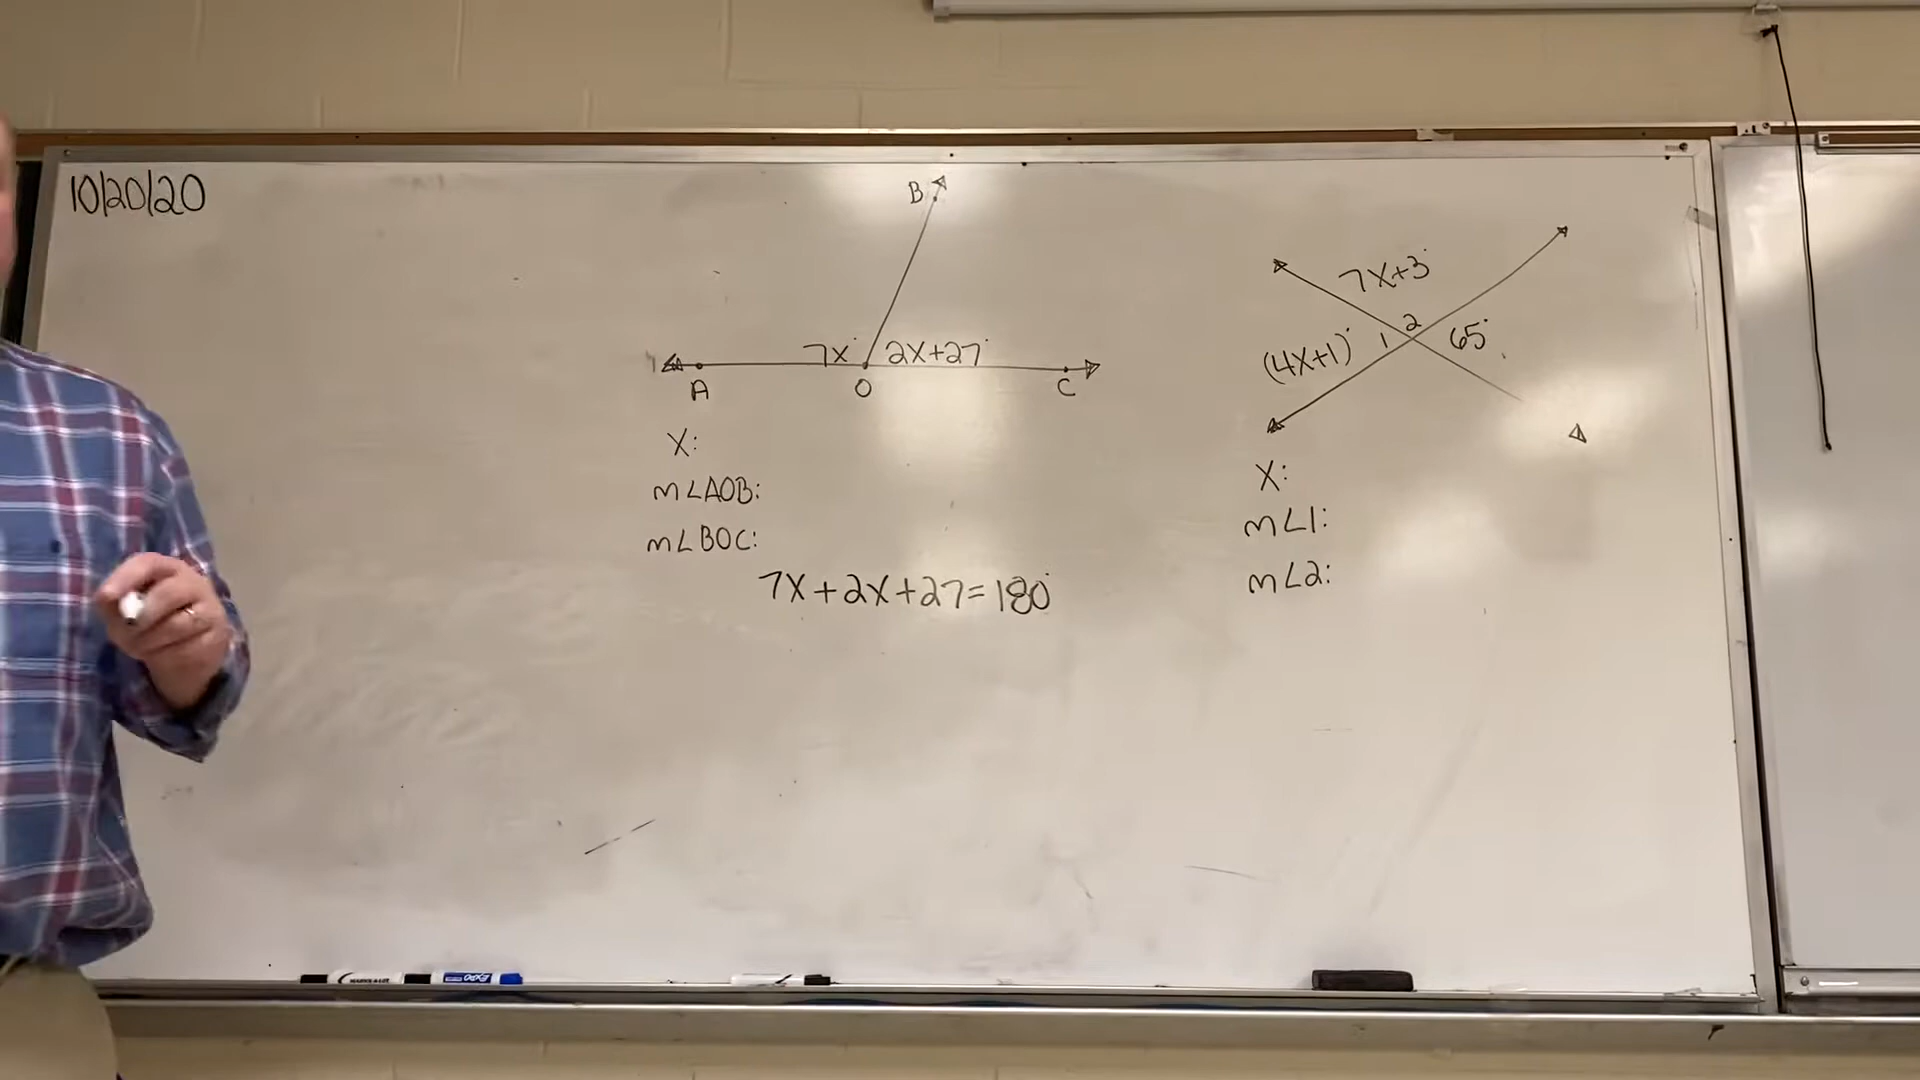 10/20/20
B
7x° 2x+27°
A O C
x:
m∠AOB:
m∠BOC:
7x+2x+27=180°
7x+3°
(4x+1)° 1 2 65°
x:
m∠1:
m∠2:
EXPO